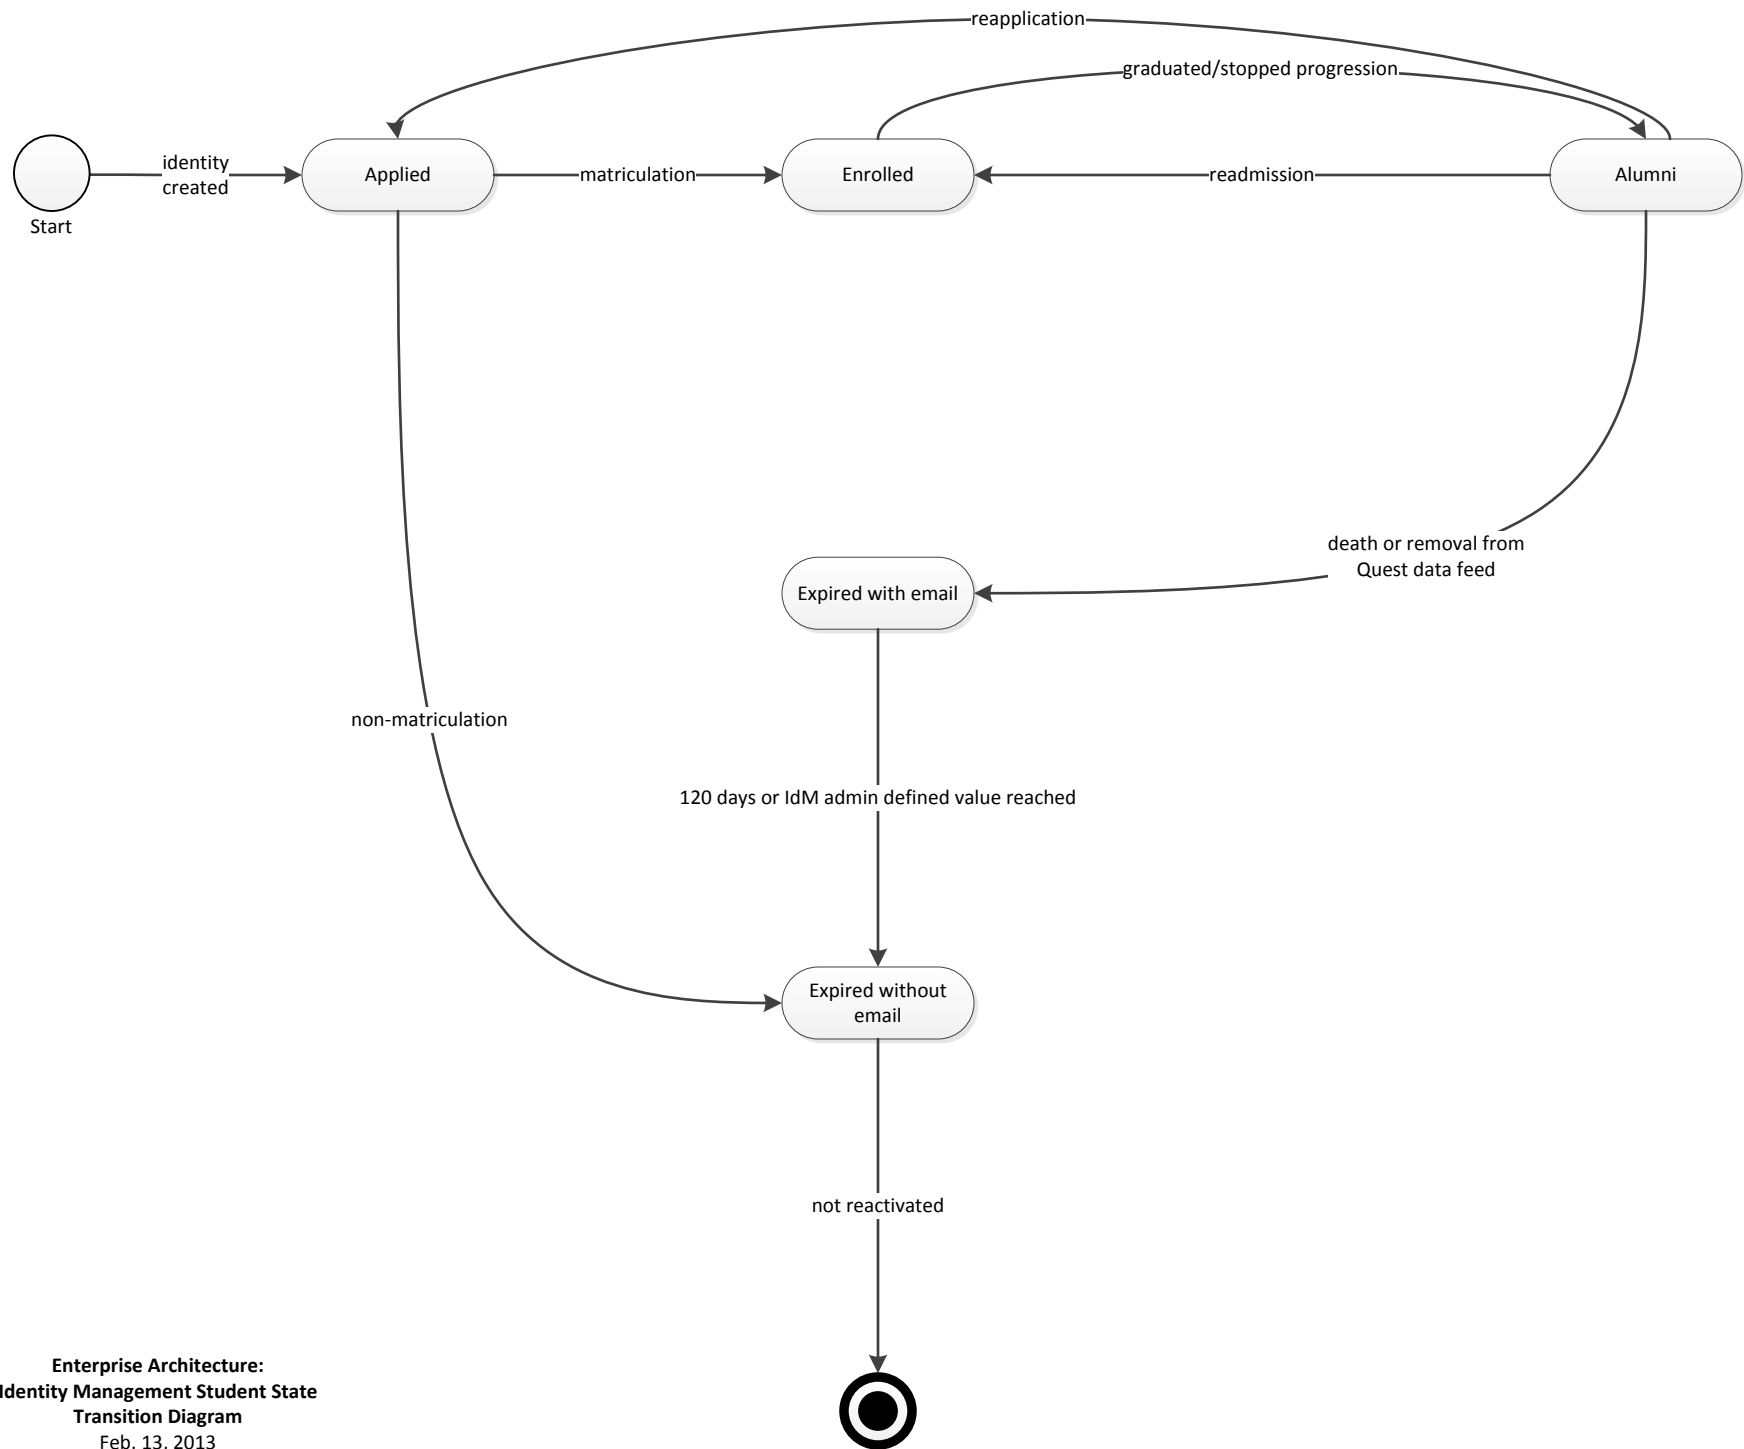 reapplication
graduated/stopped progression
identity
created
Applied
matriculation
Enrolled
readmission
Alumni
Start
death or removal from
Quest data feed
Expired with email
non-matriculation
120 days or IdM admin defined value reached
Expired without
email
not reactivated
Enterprise Architecture:
Identity Management Student State
Transition Diagram
Feb. 13, 2013